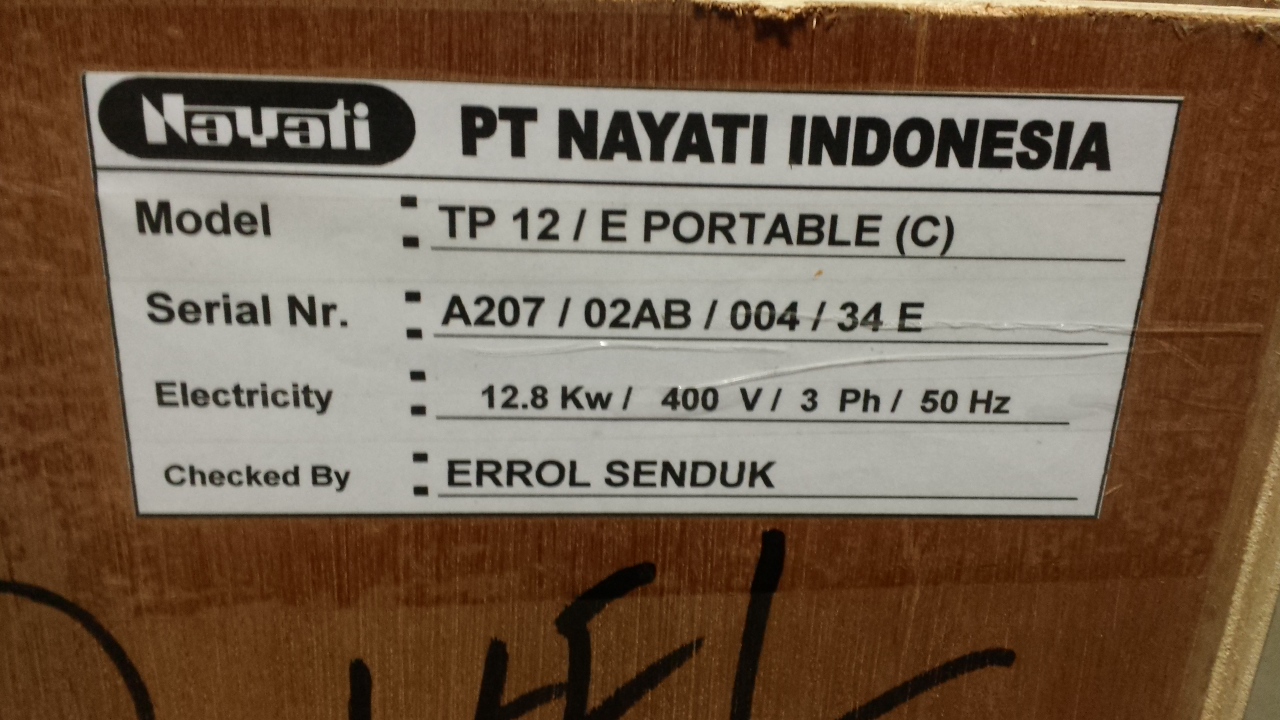 Nayati PT NAYATI INDONESIA
Model : TP 12 / E PORTABLE (C)
Serial Nr. : A207 / 02AB / 004 / 34 E
Electricity : 12.8 Kw / 400 V / 3 Ph / 50 Hz
Checked By : ERROL SENDUK